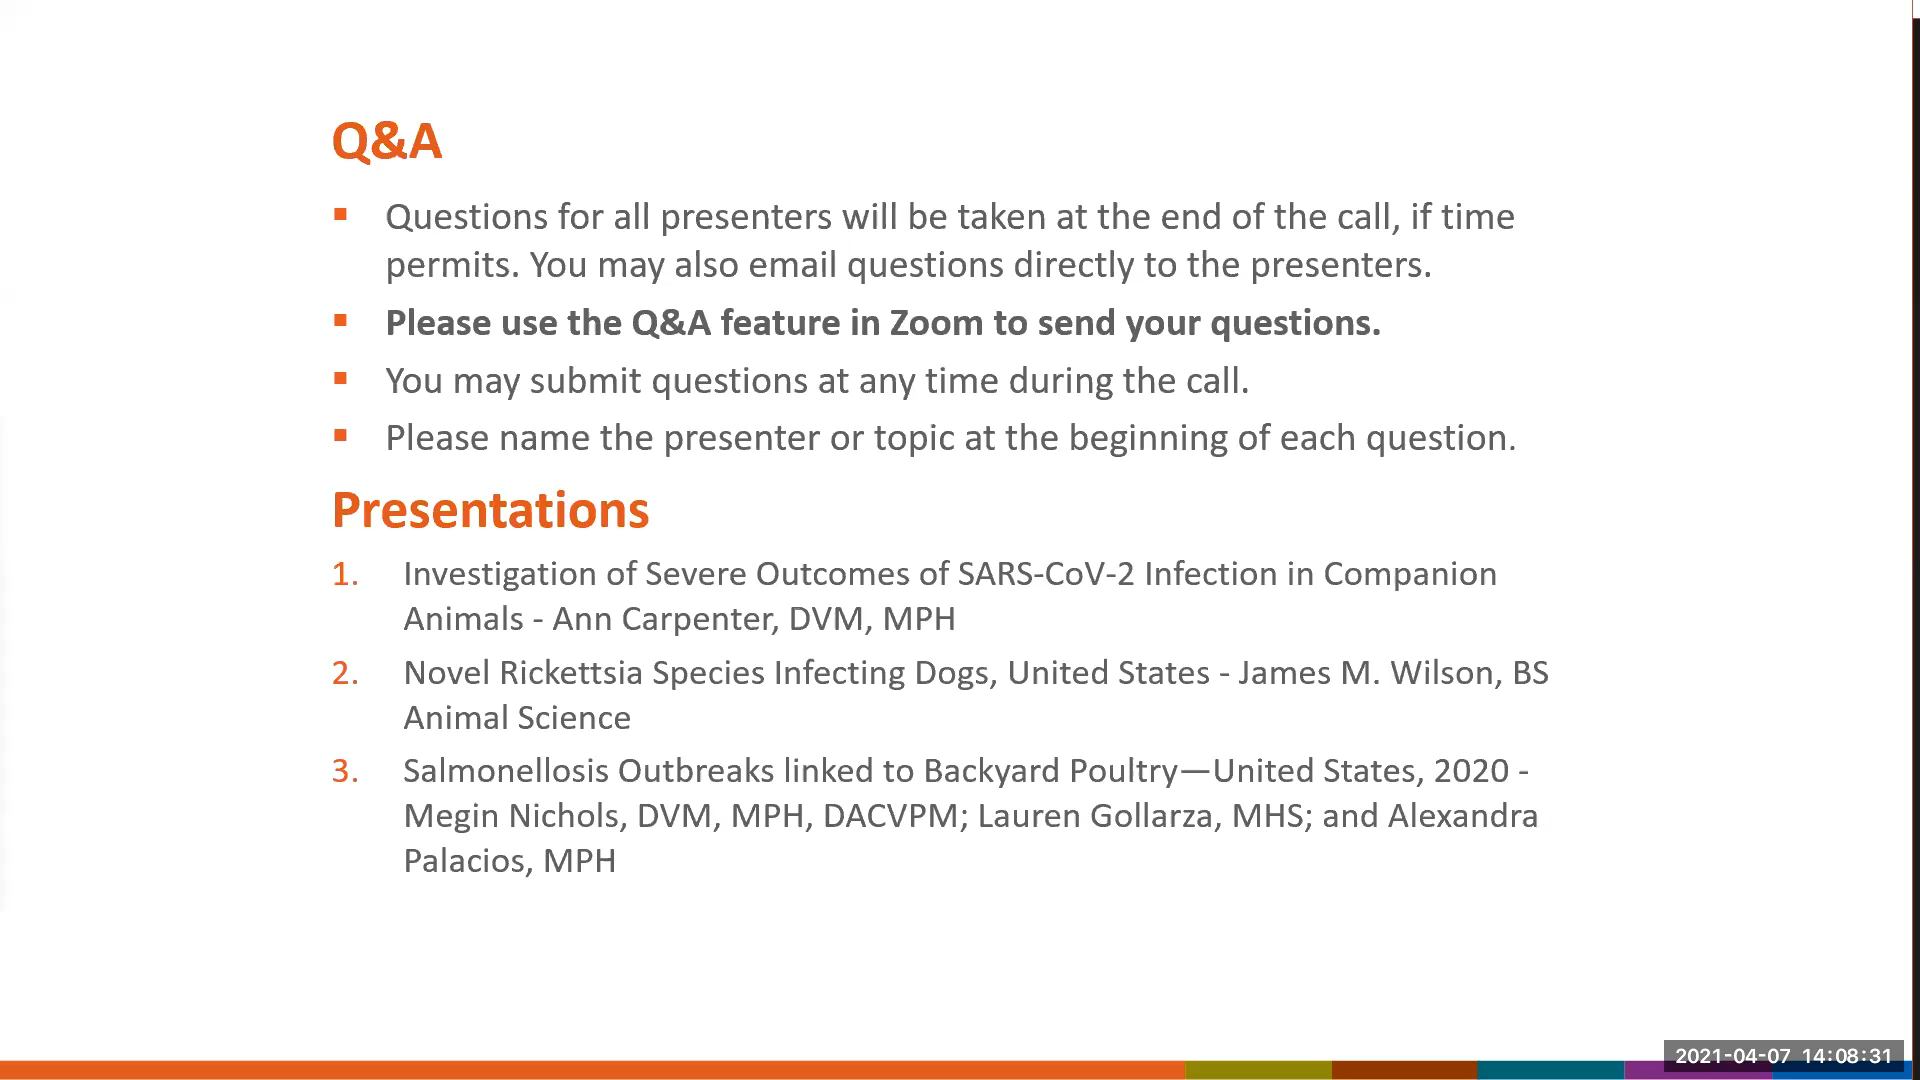 Q&A
▪ Questions for all presenters will be taken at the end of the call, if time
permits. You may also email questions directly to the presenters.
▪ Please use the Q&A feature in Zoom to send your questions.
▪ You may submit questions at any time during the call.
▪ Please name the presenter or topic at the beginning of each question.
Presentations
1. Investigation of Severe Outcomes of SARS-CoV-2 Infection in Companion
Animals - Ann Carpenter, DVM, MPH
2. Novel Rickettsia Species Infecting Dogs, United States - James M. Wilson, BS
Animal Science
3. Salmonellosis Outbreaks linked to Backyard Poultry—United States, 2020 -
Megin Nichols, DVM, MPH, DACVPM; Lauren Gollarza, MHS; and Alexandra
Palacios, MPH
2021-04-07 14:08:31